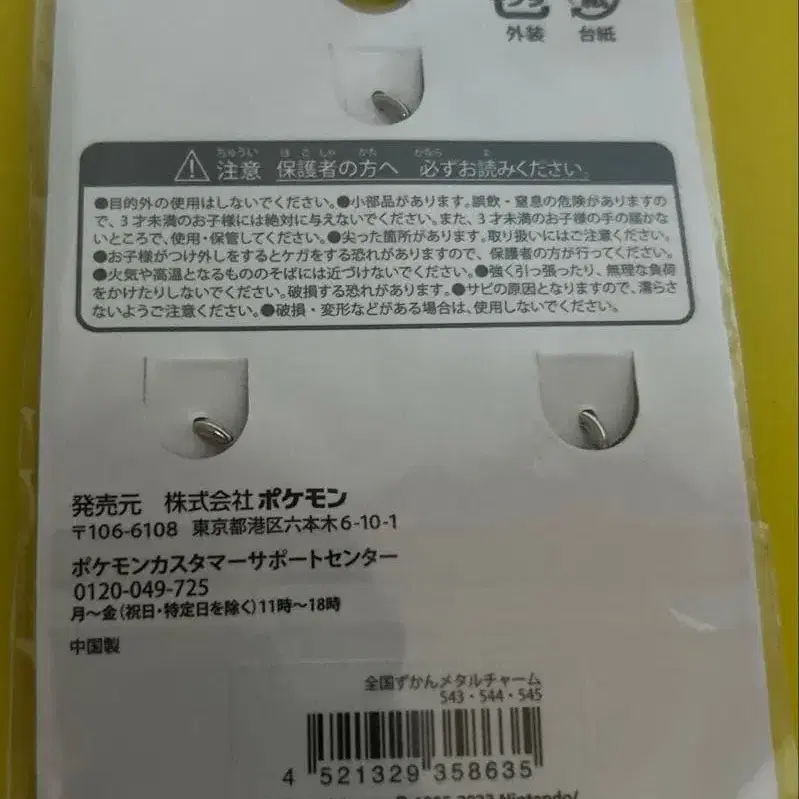 プラ 紙
外装 台紙
注意 保護者の方へ 必ずお読みください。
●目的外の使用はしないでください。●小部品があります。誤飲・窒息の危険がありますの
で、3才未満のお子様には絶対に与えないでください。また、3才未満のお子様の手の届かな
いところで、使用・保管してください。●尖った箇所があります。取り扱いにはご注意ください。
●お子様がつけ外しをするとケガをする恐れがありますので、保護者の方が行ってください。
●火気や高温となるもののそばには近づけないでください。●強く引っ張ったり、無理な負荷
をかけたりしないでください。破損する恐れがあります。●サビの原因となりますので、濡らさ
ないようご注意ください。●破損・変形などがある場合は、使用しないでください。
発売元 株式会社ポケモン
〒106-6108 東京都港区六本木6-10-1
ポケモンカスタマーサポートセンター
0120-049-725
月〜金(祝日・特定日を除く)11時〜18時
中国製
全国ずかんメタルチャーム
543・544・545
4 521329 358635
Nintendo/